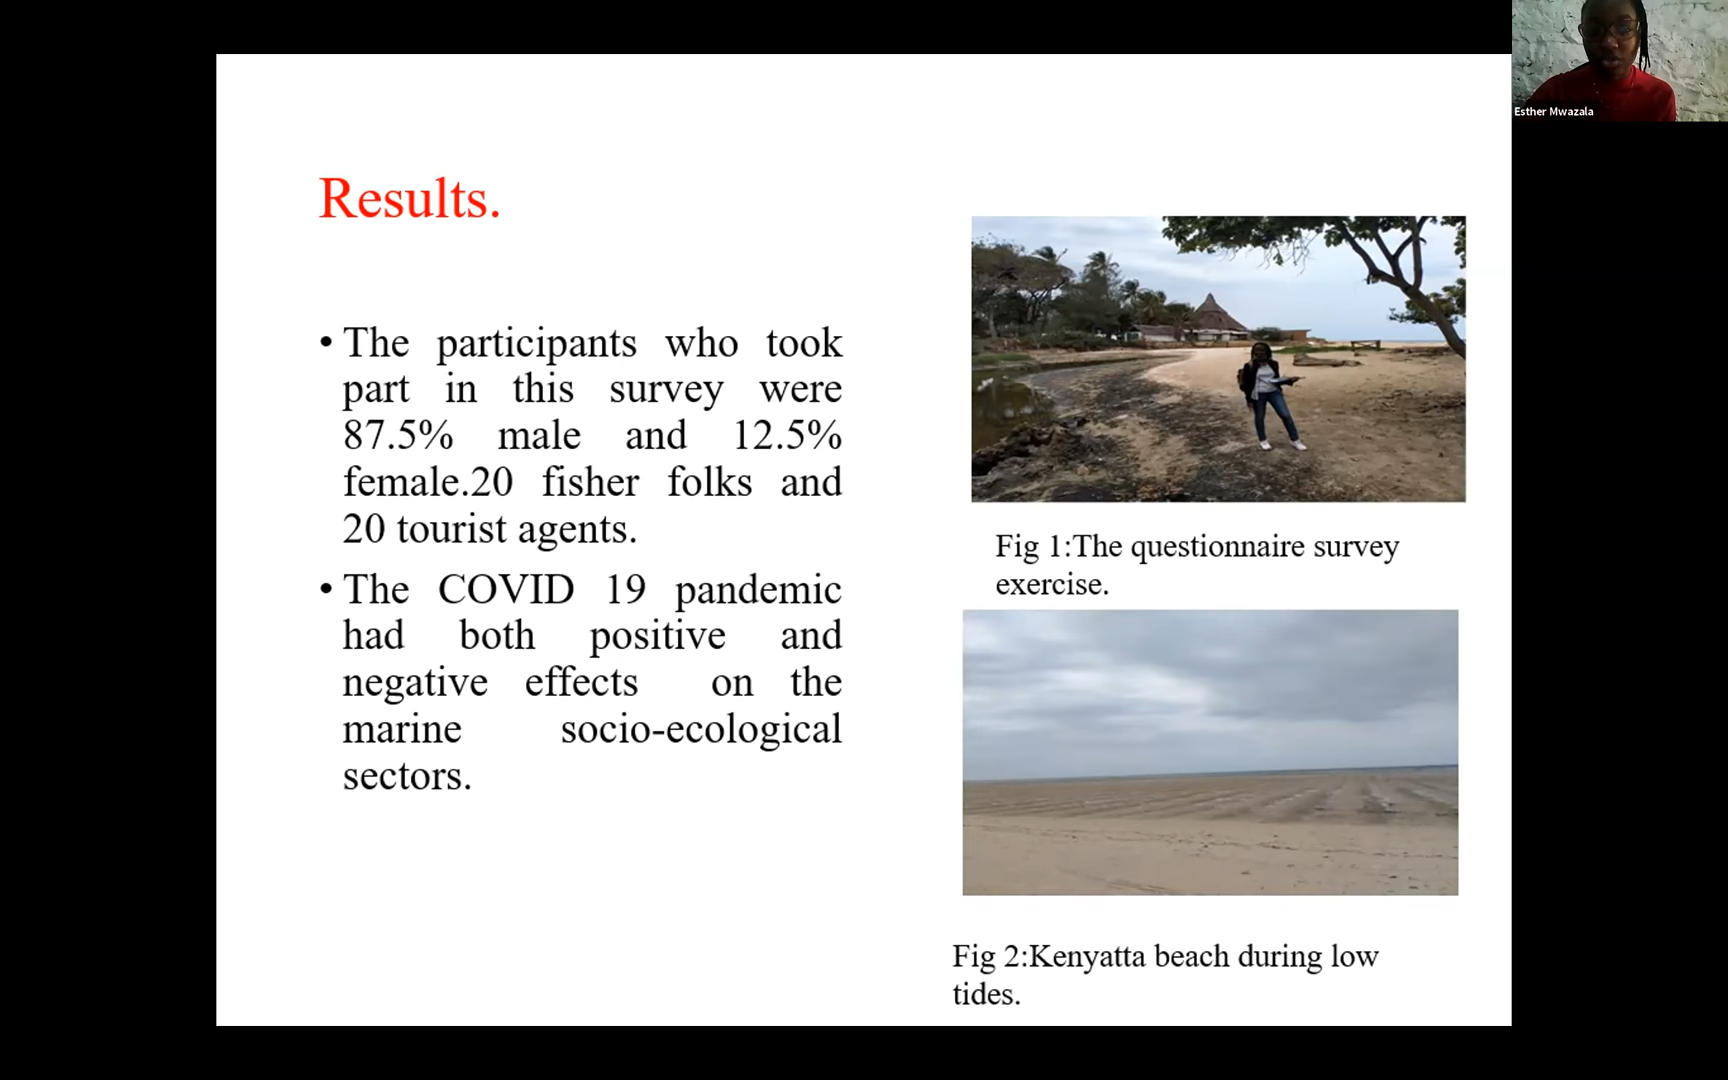 Esther Mwazala
Results.
• The participants who took
part in this survey were
87.5% male and 12.5%
female.20 fisher folks and
20 tourist agents.
• The COVID 19 pandemic
had both positive and
negative effects on the
marine socio-ecological
sectors.
Fig 1:The questionnaire survey
exercise.
Fig 2:Kenyatta beach during low
tides.